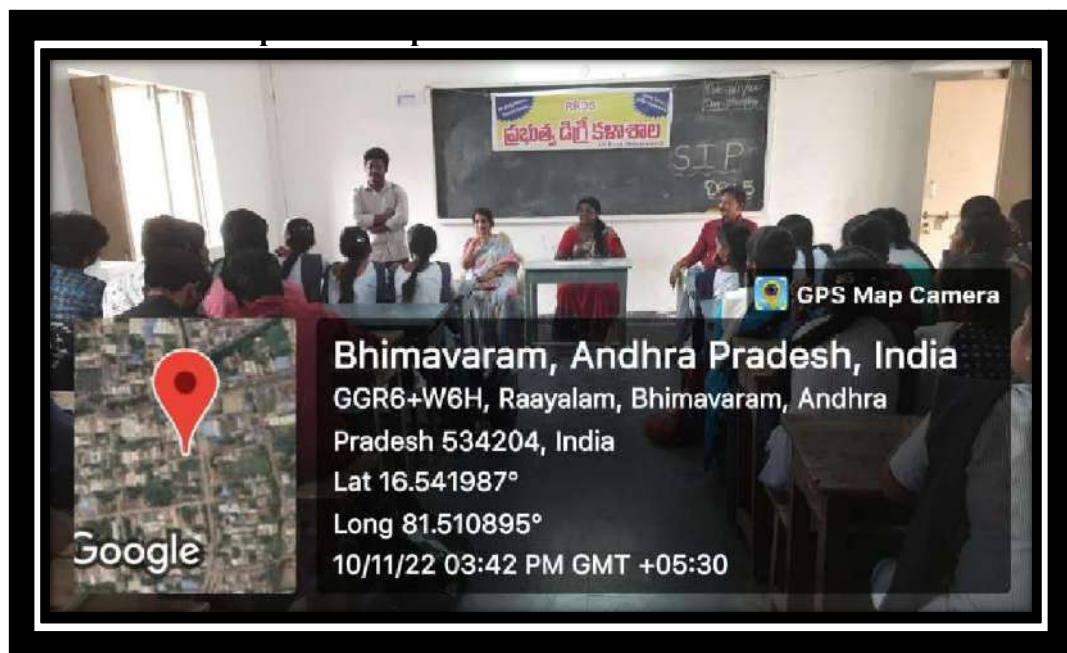 RRDS
ప్రభుత్వ డిగ్రీ కళాశాల
S I P
GPS Map Camera
Bhimavaram, Andhra Pradesh, India
GGR6+W6H, Raayalam, Bhimavaram, Andhra
Pradesh 534204, India
Lat 16.541987°
Long 81.510895°
10/11/22 03:42 PM GMT +05:30
Google